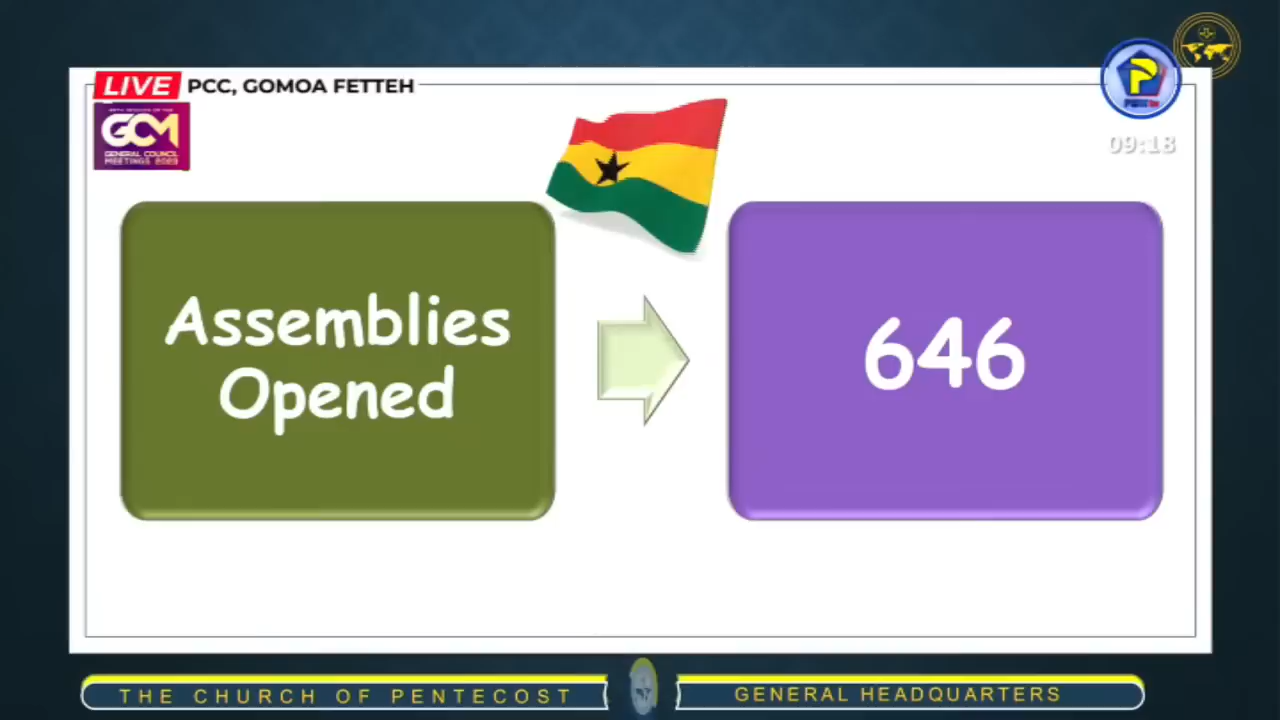 LIVE PCC, GOMOA FETTEH
GCM
GENERAL COUNCIL
MEETINGS 2023
09:18
Assemblies
Opened
646
THE CHURCH OF PENTECOST
GENERAL HEADQUARTERS